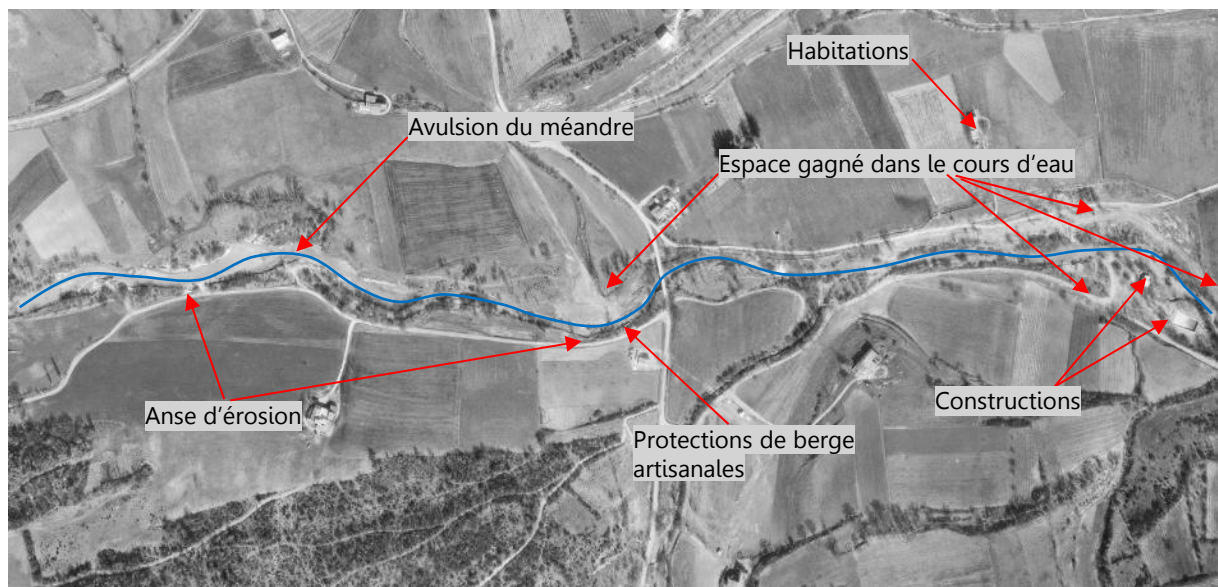 Habitations
Avulsion du méandre
Espace gagné dans le cours d'eau
Anse d'érosion
Constructions
Protections de berge
artisanales